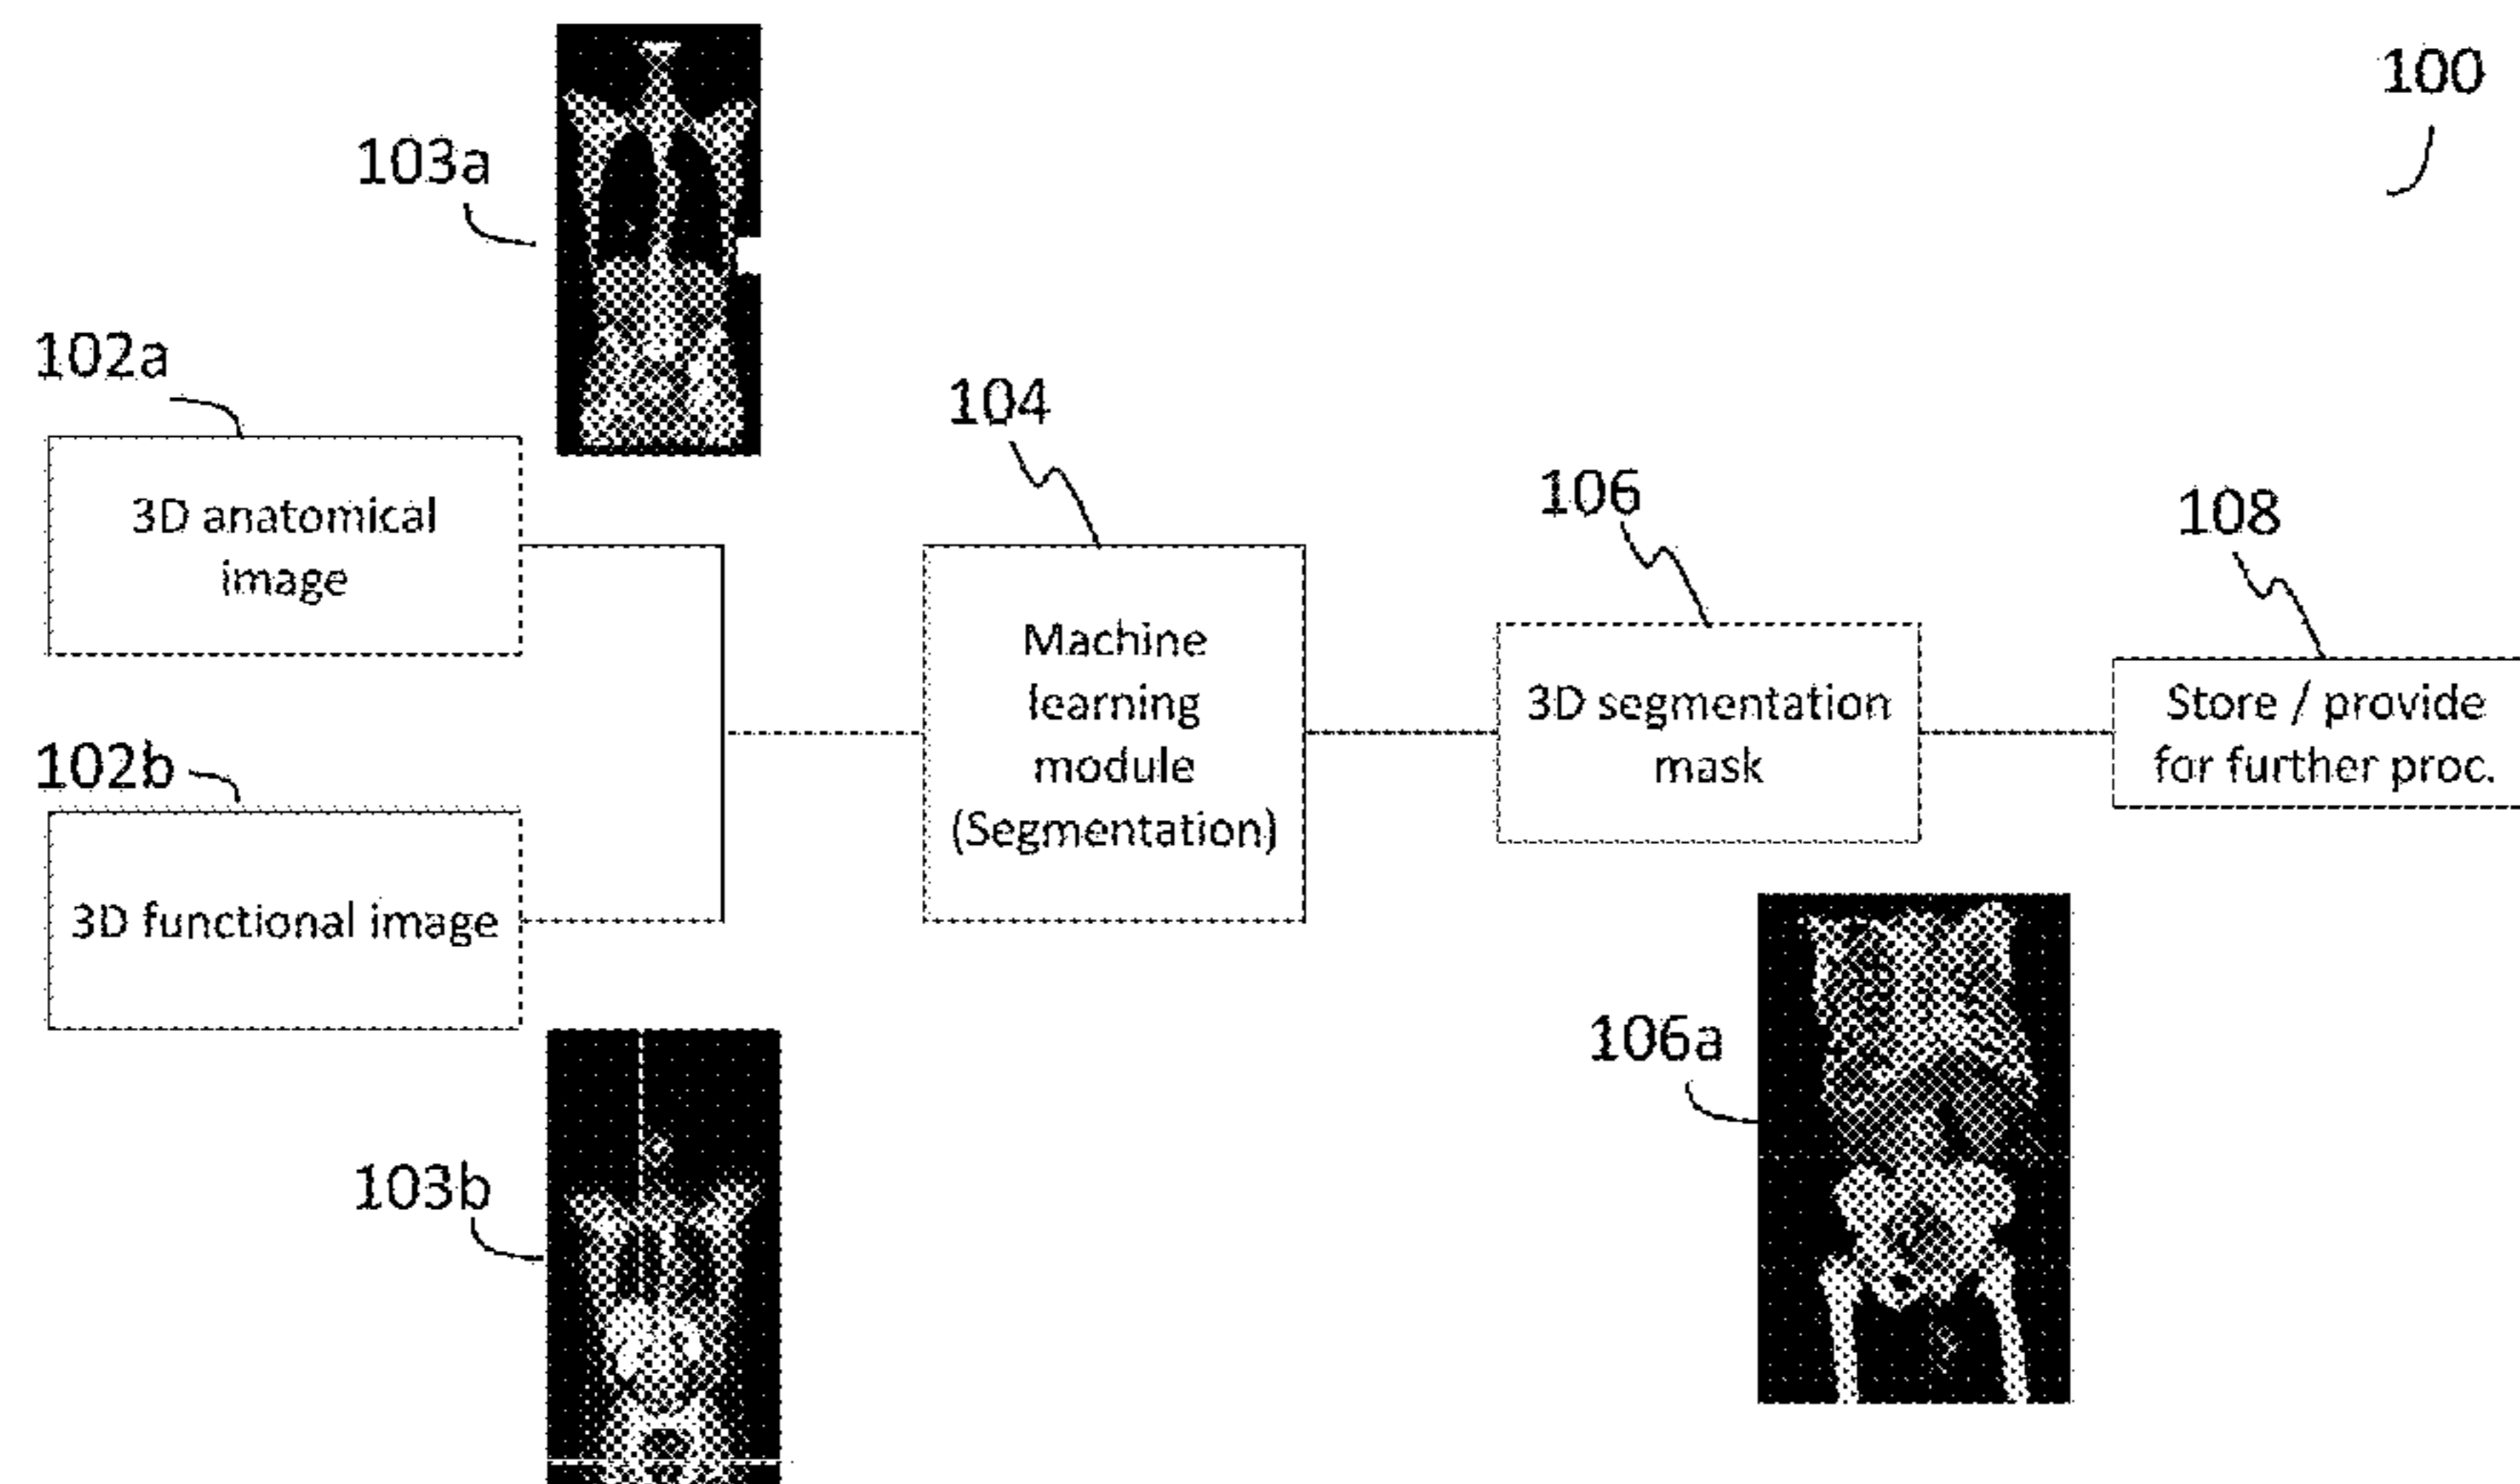 100
103a
102a
3D anatomical
image
104
Machine
learning
module
(Segmentation)
106
3D segmentation
mask
108
Store / provide
for further proc.
102b
3D functional image
103b
106a